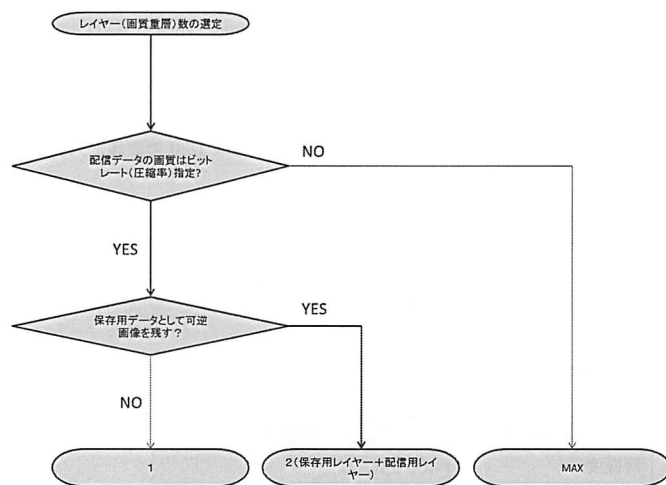 レイヤー(画質重層)数の選定
配信データの画質はビット
レート(圧縮率)指定?
NO
YES
保存用データとして可逆
画像を残す?
YES
NO
1
2(保存用レイヤー+配信用レイ
ヤー)
MAX